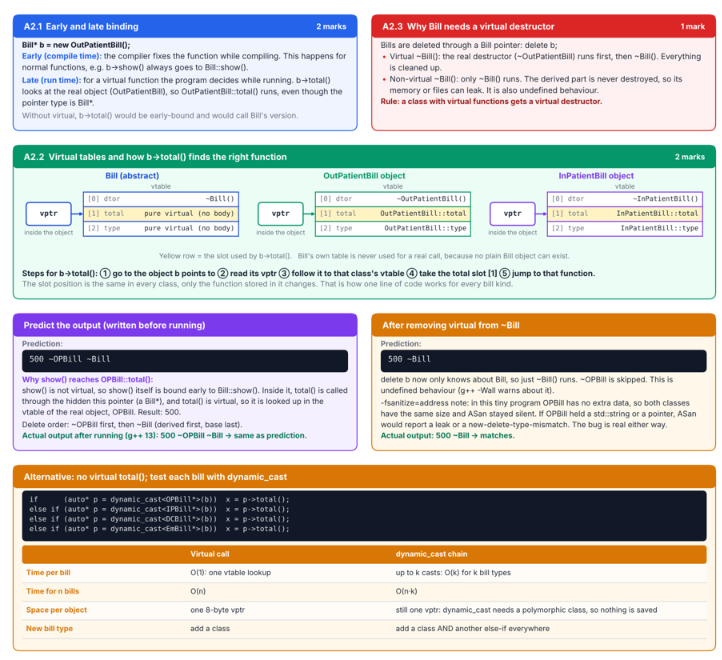 A2.1 Early and late binding
2 marks
Bill* b = new OutPatientBill();
Early (compile time): the compiler fixes the function while compiling. This happens for
normal functions, e.g. b→show() always goes to Bill::show().
Late (run time): for a virtual function the program decides while running. b→total()
looks at the real object (OutPatientBill), so OutPatientBill::total() runs, even though the
pointer type is Bill*.
Without virtual, b→total() would be early-bound and would call Bill's version.
A2.3 Why Bill needs a virtual destructor
1 mark
Bills are deleted through a Bill pointer: delete b;
• Virtual ~Bill(): the real destructor (~OutPatientBill) runs first, then ~Bill(). Everything
is cleaned up.
• Non-virtual ~Bill(): only ~Bill() runs. The derived part is never destroyed, so its
memory or files can leak. It is also undefined behaviour.
Rule: a class with virtual functions gets a virtual destructor.
A2.2 Virtual tables and how b→total() finds the right function
2 marks
Bill (abstract)
vtable
vptr
inside the object
[0] dtor ~Bill()
[1] total pure virtual (no body)
[2] type pure virtual (no body)
OutPatientBill object
vtable
vptr
inside the object
[0] dtor ~OutPatientBill()
[1] total OutPatientBill::total
[2] type OutPatientBill::type
InPatientBill object
vtable
vptr
inside the object
[0] dtor ~InPatientBill()
[1] total InPatientBill::total
[2] type InPatientBill::type
Yellow row = the slot used by b→total(). Bill's own table is never used for a real call, because no plain Bill object can exist.
Steps for b→total(): ① go to the object b points to ② read its vptr ③ follow it to that class's vtable ④ take the total slot [1] ⑤ jump to that function.
The slot position is the same in every class, only the function stored in it changes. That is how one line of code works for every bill kind.
Predict the output (written before running)
Prediction:
500 ~OPBill ~Bill
Why show() reaches OPBill::total():
show() is not virtual, so show() itself is bound early to Bill::show(). Inside it, total() is called
through the hidden this pointer (a Bill*), and total() is virtual, so it is looked up in the
vtable of the real object, OPBill. Result: 500.
Delete order: ~OPBill first, then ~Bill (derived first, base last).
Actual output after running (g++ 13): 500 ~OPBill ~Bill → same as prediction.
After removing virtual from ~Bill
Prediction:
500 ~Bill
delete b now only knows about Bill, so just ~Bill() runs. ~OPBill is skipped. This is
undefined behaviour (g++ -Wall warns about it).
-fsanitize=address note: in this tiny program OPBill has no extra data, so both classes
have the same size and ASan stayed silent. If OPBill held a std::string or a pointer, ASan
would report a leak or a new-delete-type-mismatch. The bug is real either way.
Actual output: 500 ~Bill → matches.
Alternative: no virtual total(); test each bill with dynamic_cast
if (auto* p = dynamic_cast<OPBill*>(b)) x = p->total();
else if (auto* p = dynamic_cast<IPBill*>(b)) x = p->total();
else if (auto* p = dynamic_cast<DCBill*>(b)) x = p->total();
else if (auto* p = dynamic_cast<EmBill*>(b)) x = p->total();
Virtual call dynamic_cast chain
Time per bill O(1): one vtable lookup up to k casts: O(k) for k bill types
Time for n bills O(n) O(n·k)
Space per object one 8-byte vptr still one vptr: dynamic_cast needs a polymorphic class, so nothing is saved
New bill type add a class add a class AND another else-if everywhere